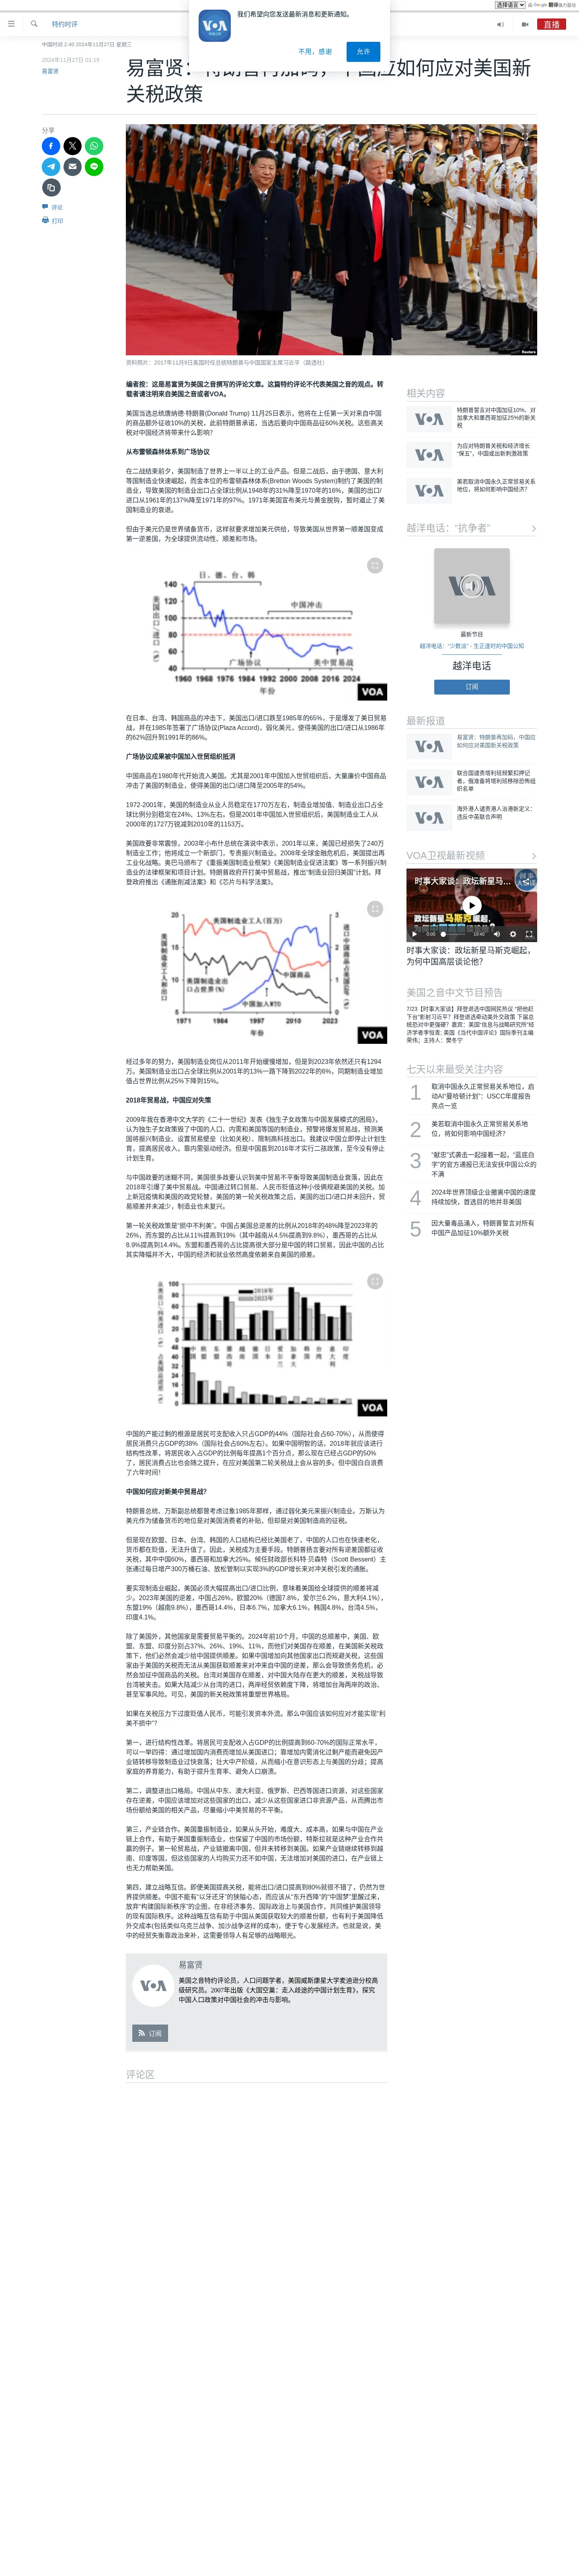 选择语言 由 Google 翻译强力驱动
我们希望向您发送最新消息和更新通知。
不用，感谢 允许
特约时评
直播
中国时间 2:40 2024年11月27日 星期三
2024年11月27日 01:19
易富贤
易富贤：特朗普再加码，中国应如何应对美国新
关税政策
分享
评论
打印
Reuters
资料照片：2017年11月9日美国时任总统特朗普与中国国家主席习近平（路透社）
编者按：这是易富贤为美国之音撰写的评论文章。这篇特约评论不代表美国之音的观点。转
载者请注明来自美国之音或者VOA。
美国当选总统唐纳德·特朗普(Donald Trump) 11月25日表示，他将在上任第一天对来自中国
的商品额外征收10%的关税，此前特朗普承诺，当选后要向中国商品征60%关税。这些高关
税对中国经济将带来什么影响？
从布雷顿森林体系到广场协议
在二战结束前夕，美国制造了世界上一半以上的工业产品。但是二战后，由于德国、意大利
等国制造业快速崛起，而金本位的布雷顿森林体系(Bretton Woods System)制约了美国的
制造业，导致美国的制造业出口占全球比例从1948年的31%降至1970年的16%，美国的出口/
进口从1961年的137%降至1971年的97%。1971年美国宣布美元与黄金脱钩，暂时遏止了美
国制造业的衰退。
但由于美元仍是世界储备货币，这样就要求增加美元供给，导致美国从世界第一顺差国变成
第一逆差国，为全球提供流动性、顺差和市场。
日、德、台、韩
中国冲击
广场协议 美中贸易战
美国出口/进口(%)
140
120
100
80
60
40
1960 1968 1976 1984 1992 2000 2008 2016 2024
年份
VOA
在日本、台湾、韩国商品的冲击下，美国出口/进口跌至1985年的65%，于是爆发了美日贸易
战，并在1985年签署了广场协议(Plaza Accord)，弱化美元，使得美国的出口/进口从1986年
的62%回升到1991年的86%。
广场协议成果被中国加入世贸组织抵消
中国商品在1980年代开始流入美国。尤其是2001年中国加入世贸组织后，大量廉价中国商品
冲击了美国的制造业，使得美国的出口/进口降至2005年的54%。
1972-2001年，美国的制造业从业人员稳定在1770万左右，制造业增加值、制造业出口占全
球比例分别稳定在24%、13%左右。但是2001年中国加入世贸组织后，美国制造业工人从
2000年的1727万锐减到2010年的1153万。
美国政要非常震惊，2003年小布什总统在演说中表示，2001年以来，美国已经损失了240万
制造业工作；他将成立一个新部门，专责振兴制造业。2008年全球金融危机后，美国提出再
工业化战略。奥巴马颁布了《重振美国制造业框架》《美国制造业促进法案》等一系列振兴制
造业的法律框架和项目计划。特朗普政府开打美中贸易战，推出“制造业回归美国”计划。拜
登政府推出《通胀削减法案》和《芯片与科学法案》。
美国制造业工人(百万)
美国商品
中国商品
中国加入WTO
美国制造业工人
占世界(%)
20 17 14 11 8
3 2 1
1971 1984 1997 2010 2023
年份
VOA
经过多年的努力，美国制造业岗位从2011年开始缓慢增加，但是到2023年依然还只有1294
万。美国制造业出口占全球比例从2001年的13%一路下降到2022年的6%，同期制造业增加
值占世界比例从25%下降到15%。
2018年贸易战，中国应对失策
2009年我在香港中文大学的《二十一世纪》发表《独生子女政策与中国发展模式的困局》，
认为独生子女政策毁了中国的人口、内需和美国等国的制造业，预警将爆发贸易战，预测美
国将振兴制造业、设置贸易壁垒（比如关税）、限制高科技出口。我建议中国立即停止计划生
育，提高居民收入，靠内需驱动经济。但是中国直到2016年才实行二孩政策，至今没有停止
计划生育。
与中国政要的迷糊不同，美国很多政要认识到美中贸易不平衡导致美国制造业衰落，因此在
2018年引爆了美中贸易战。中国通过转口贸易、人民币贬值这种小伎俩规避美国的关税。加
上新冠疫情和美国的政党轮替，美国的第一轮关税政策之后，美国的出口/进口并未回升，贸
易顺差并未减少，制造业也未复兴。
第一轮关税政策是“损中不利美”。中国占美国总逆差的比例从2018年的48%降至2023年的
26%，而东盟的占比从11%提高到19%（其中越南从4.5%提高到9.8%），墨西哥的占比从
8.9%提高到14.4%。东盟和墨西哥的占比提高很大部分是中国的转口贸易，因此中国的占比
其实降幅并不大，中国的经济和就业依然高度依赖来自美国的顺差。
2018年
2023年
100 80 60 40 20 0
48 40 32 24 16 8 0
占美国总逆差(%)
VOA
中国的产能过剩的根源是居民可支配收入只占GDP的44%（国际社会占60-70%），从而使得
居民消费只占GDP的38%（国际社会占60%左右）。如果中国明智的话，2018年就应该进行
结构性改革，将居民收入占GDP的比例每年提高1个百分点，那么现在已经占GDP的50%
了，居民消费占比也会随之提升，在应对美国第二轮关税战上会从容的多。但中国白白浪费
了六年时间！
中国如何应对新美中贸易战?
特朗普总统、万斯副总统都曾考虑过象1985年那样，通过弱化美元来振兴制造业。万斯认为
美元作为储备货币的地位是对美国消费者的补贴，但却是对美国制造商的征税。
但是现在欧盟、日本、台湾、韩国的人口结构已经比美国老了，中国的人口也在快速老化，
货币都在贬值，无法升值了。因此，关税成为主要手段。特朗普扬言要对所有逆差国都征收
关税，其中中国60%，墨西哥和加拿大25%。候任财政部长科特·贝森特（Scott Bessent）主
张通过每日增产300万桶石油、放松管制以实现3%的GDP增长来对冲关税引发的通胀。
要实现制造业崛起，美国必须大幅提高出口/进口比例，意味着美国给全球提供的顺差将减
少。2023年美国的逆差，中国占26%，欧盟20%（德国7.8%，爱尔兰6.2%，意大利4.1%），
东盟19%（越南9.8%），墨西哥14.4%，日本6.7%，加拿大6.1%，韩国4.8%，台湾4.5%，
印度4.1%。
除了美国外，其他国家是需要贸易平衡的。2024年前10个月，中国的总顺差中，美国、欧
盟、东盟、印度分别占37%、26%、19%、11%，而他们对美国存在顺差，在美国新关税政策
下，他们必然会减少给中国提供顺差。如果中国增加向其他国家出口而规避关税，这些国
家由于美国的关税而无法从美国获取顺差来对冲来自中国的逆差，那么会导致债务危机，必
然会加征中国商品的关税。台湾对美国存在顺差，对中国大陆存在更大的顺差，关税战导致
台湾被夹击。如果大陆减少从台湾的进口，两岸经贸依赖度下降，将增加台海两岸的政治、
甚至军事风险。可见，美国的新关税政策将重塑世界格局。
如果在关税压力下过度贬值人民币，可能引发资本外流。那么中国应该如何应对才能实现“利
美不损中”？
第一，进行结构性改革。将居民可支配收入占GDP的比例提高到60-70%的国际正常水平，
可以一举四得：通过增加国内消费而增加从美国进口；靠增加内需消化过剩产能而避免因产
业链转移导致制造业过快衰落；壮大中产阶级，从而缩小在意识形态上与美国的分歧；提高
家庭的养育能力，有助于提升生育率、避免人口崩溃。
第二，调整进出口格局。中国从中东、澳大利亚、俄罗斯、巴西等国进口资源，对这些国家
存在逆差，中国应该增加对这些国家的出口，减少从这些国家进口非资源产品，从而腾出市
场份额给美国的相关产品，尽量缩小中美贸易的不平衡。
第三，产业链合作。美国重振制造业，如果从头开始，难度大、成本高，如果与中国在产业
链上合作，有助于美国重振制造业，也保留了中国的市场份额，特斯拉就是这种产业合作共
赢的例子。第一轮贸易战，产业链撤离中国，但并未转移到美国。如果产业链继续转移到越
南、印度等国，但这些国家的人均购买力还不如中国，无法增加对美国的进口，在产业链上
也无力帮助美国。
第四，建立战略互信。即便美国提高关税，能将出口/进口提高到80%就很不错了，仍然为世
界提供顺差。中国不能有“以牙还牙”的狭隘心态，而应该从“东升西降”的“中国梦”里醒过来，
放弃“构建国际新秩序”的企图，在非经济事务、国际政治上与美国合作，共同维护美国领导
的现有国际秩序。这种战略互信有助于中国从美国获取较大的顺差份额，也有利于美国降低
外交成本(包括类似乌克兰战争、加沙战争这样的成本)，便于专心发展经济。也就是说，美
中的经贸失衡靠政治来补，这需要领导人有足够的战略眼光。
易富贤
美国之音特约评论员，人口问题学者，美国威斯康星大学麦迪逊分校高
级研究员。2007年出版《大国空巢：走入歧途的中国计划生育》，探究
中国人口政策对中国社会的冲击与影响。
订阅
评论区
相关内容
特朗普誓言对中国加征10%、对
加拿大和墨西哥加征25%的新关
税
为应对特朗普关税和经济增长
“保五”，中国或出新刺激政策
美若取消中国永久正常贸易关系
地位，将如何影响中国经济？
越洋电话：“抗争者”
最新节目
越洋电话：“少数派” - 生正逢时的中国公知
越洋电话
订阅
最新报道
易富贤：特朗普再加码，中国应
如何应对美国新关税政策
联合国谴责塔利班频繁扣押记
者，俄准备将塔利班移除恐怖组
织名单
海外港人谴责港人治港新定义：
违反中英联合声明
VOA卫视最新视频
时事大家谈：政坛新星马…
政坛新星马斯克崛起，
0:00 19:40
时事大家谈：政坛新星马斯克崛起，
为何中国高层谈论他？
美国之音中文节目预告
7/23【时事大家谈】拜登退选中国网民热议 “把他赶
下台”影射习近平？拜登退选牵动美外交政策 下届总
统恐对中更强硬？嘉宾：美国“信息与战略研究所”经
济学者李恒青; 美国《当代中国评论》国际季刊主编
荣伟；主持人：樊冬宁
七天以来最受关注内容
1
取消中国永久正常贸易关系地位，启
动AI“曼哈顿计划”：USCC年度报告
亮点一览
2
美若取消中国永久正常贸易关系地
位，将如何影响中国经济？
3
“献忠”式袭击一起接着一起，“蓝底白
字”的官方通报已无法安抚中国公众的
不满
4
2024年世界顶级企业撤离中国的速度
持续加快，首选目的地并非美国
5
因大量毒品涌入，特朗普誓言对所有
中国产品加征10%额外关税